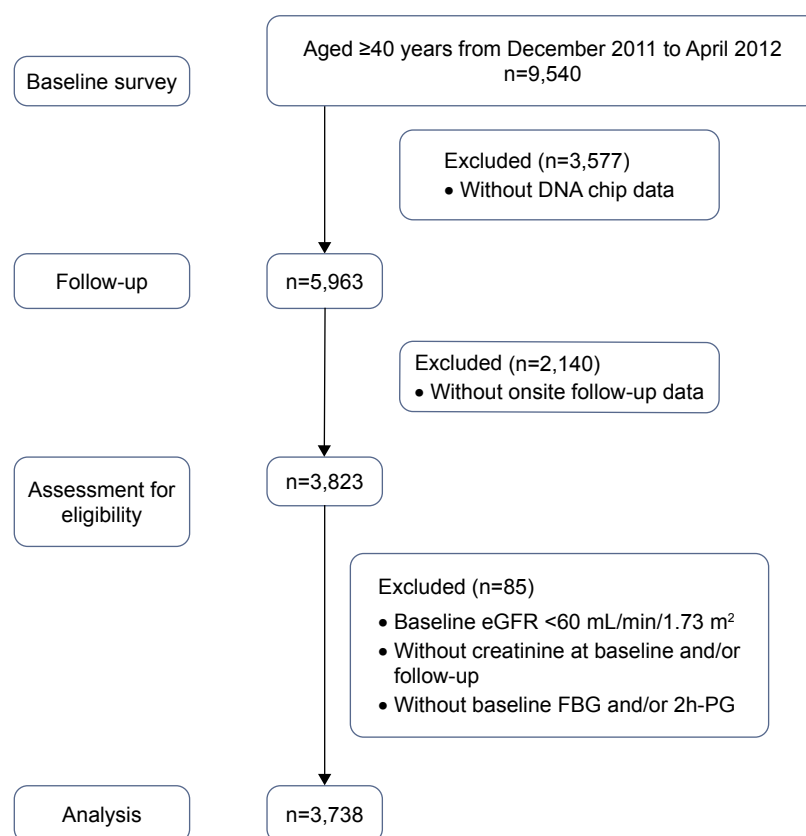 Baseline survey
Aged ≥40 years from December 2011 to April 2012
n=9,540
Excluded (n=3,577)
• Without DNA chip data
Follow-up
n=5,963
Excluded (n=2,140)
• Without onsite follow-up data
Assessment for
eligibility
n=3,823
Excluded (n=85)
• Baseline eGFR <60 mL/min/1.73 m²
• Without creatinine at baseline and/or
follow-up
• Without baseline FBG and/or 2h-PG
Analysis
n=3,738